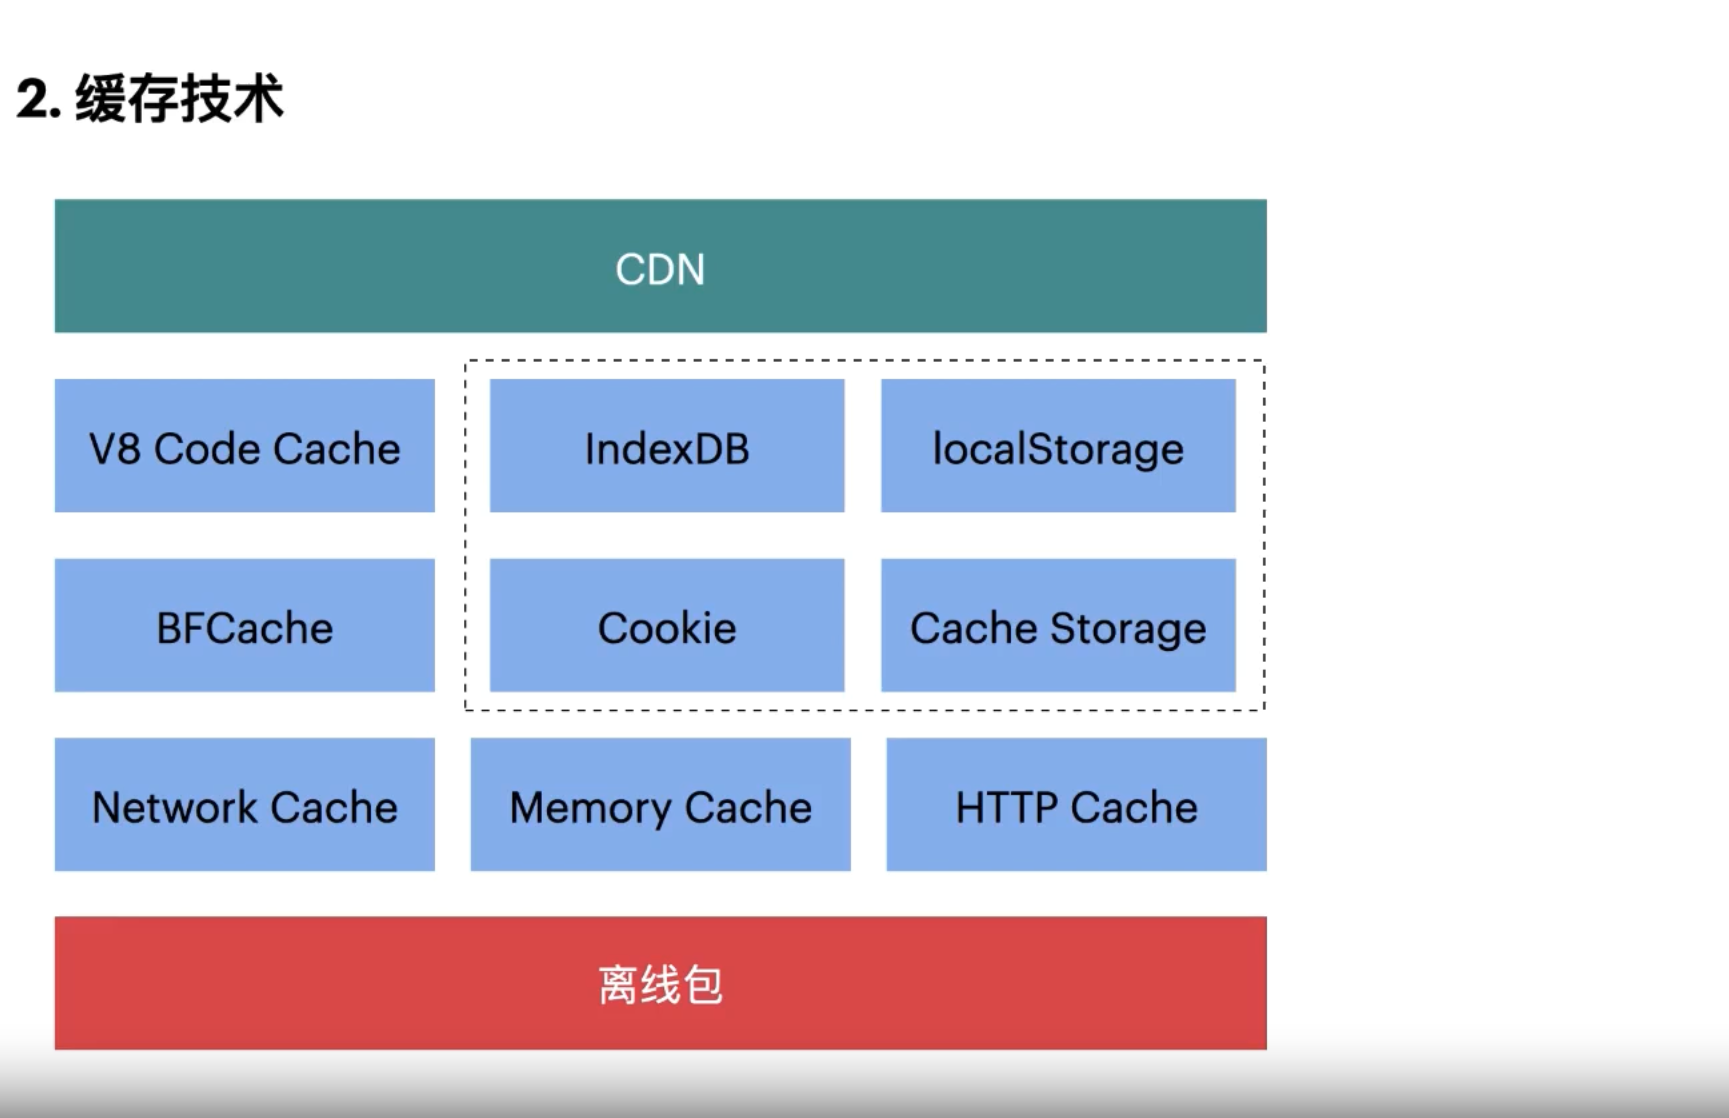 2. 缓存技术
CDN
V8 Code Cache
IndexDB
localStorage
BFCache
Cookie
Cache Storage
Network Cache
Memory Cache
HTTP Cache
离线包